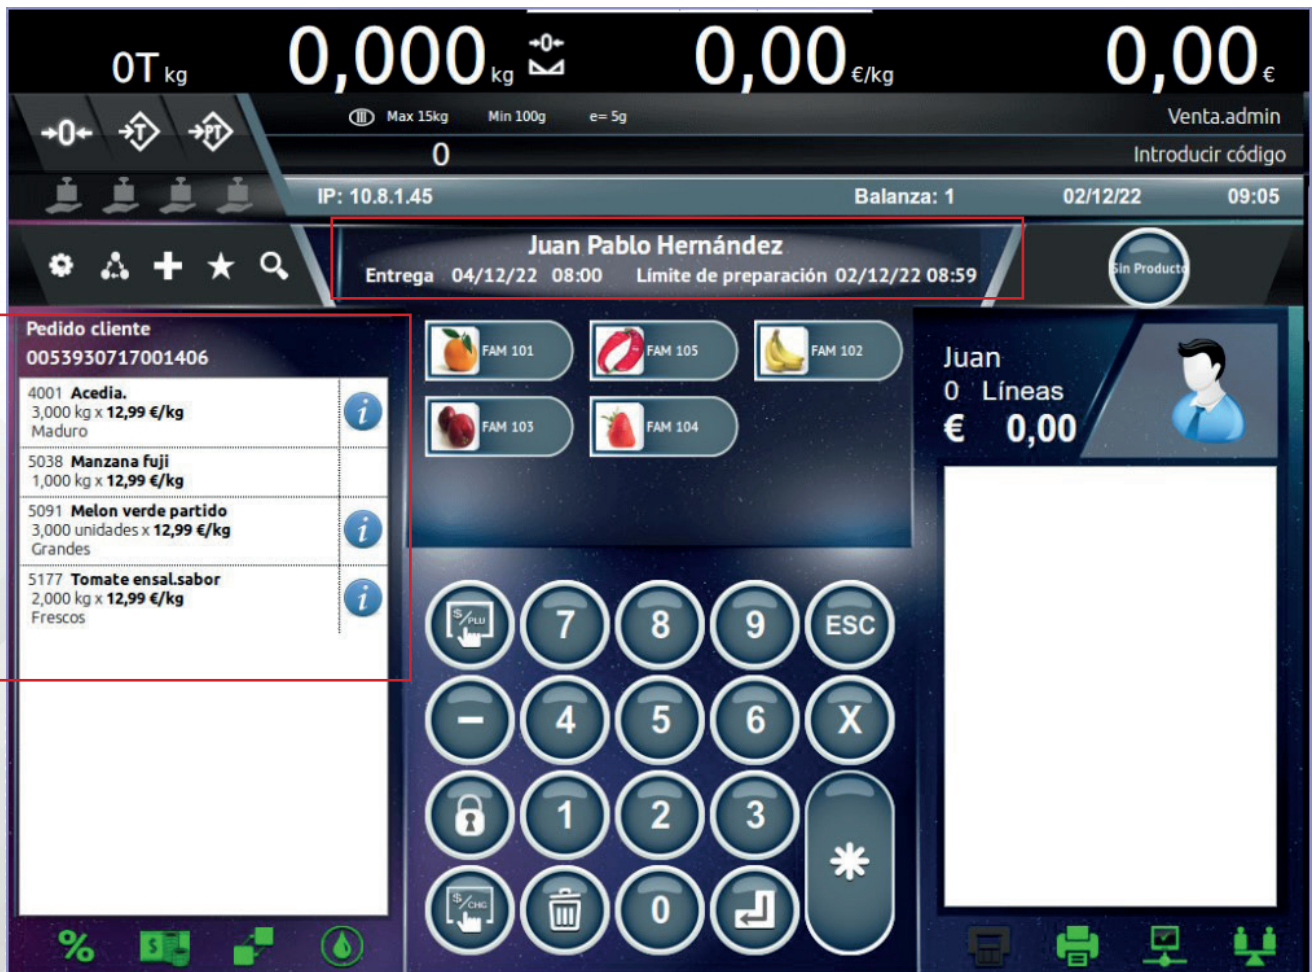 0T kg
0,000 kg →0←
0,00 €/kg
0,00 €
→0← →T →PT
III Max 15kg Min 100g e= 5g
Venta.admin
0
Introducir código
IP: 10.8.1.45 Balanza: 1 02/12/22 09:05
Juan Pablo Hernández
Entrega 04/12/22 08:00 Límite de preparación 02/12/22 08:59
Sin Producto
Pedido cliente
0053930717001406
4001 Acedia.
3,000 kg x 12,99 €/kg
Maduro
i
5038 Manzana fuji
1,000 kg x 12,99 €/kg
5091 Melon verde partido
3,000 unidades x 12,99 €/kg
Grandes
i
5177 Tomate ensal.sabor
2,000 kg x 12,99 €/kg
Frescos
i
FAM 101 FAM 105 FAM 102
FAM 103 FAM 104
Juan
0 Líneas
€ 0,00
$/PLU 7 8 9 ESC
− 4 5 6 X
1 2 3
*
$/CHG 0
% $